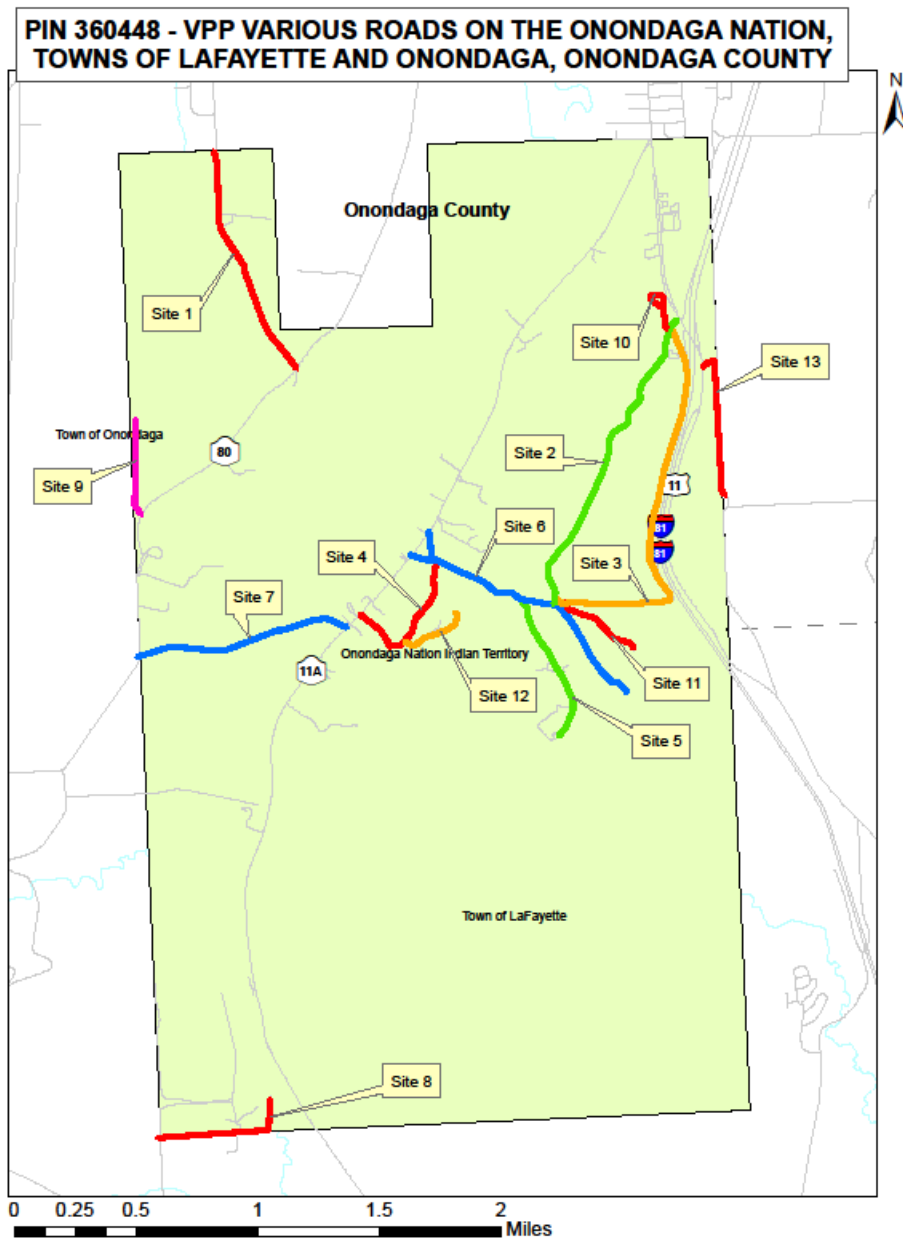 PIN 360448 - VPP VARIOUS ROADS ON THE ONONDAGA NATION,
TOWNS OF LAFAYETTE AND ONONDAGA, ONONDAGA COUNTY
N
Onondaga County
Site 1
Site 10
Site 13
Town of Onondaga
80
Site 2
Site 9
11
Site 6
81
Site 4
81
Site 3
Site 7
Onondaga Nation Indian Territory
11A
Site 12
Site 11
Site 5
Town of LaFayette
Site 8
0 0.25 0.5 1 1.5 2
Miles